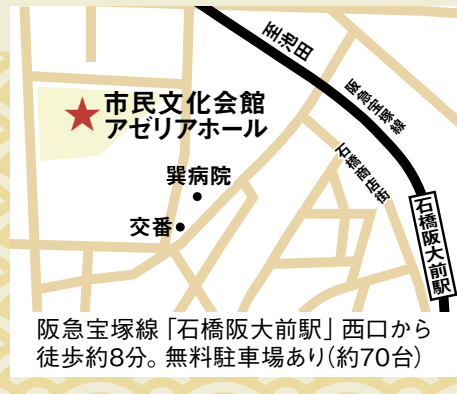 至池田
阪急宝塚線
市民文化会館
アゼリアホール
石橋商店街
巽病院
交番
石橋阪大前駅
阪急宝塚線「石橋阪大前駅」西口から
徒歩約8分。無料駐車場あり(約70台)